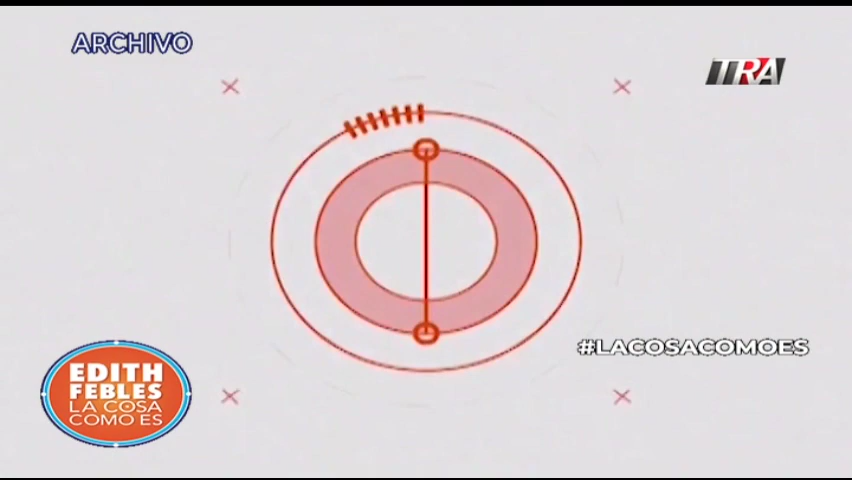 ARCHIVO
TRA
#LACOSACOMOES
EDITH
FEBLES
LA COSA
COMO ES